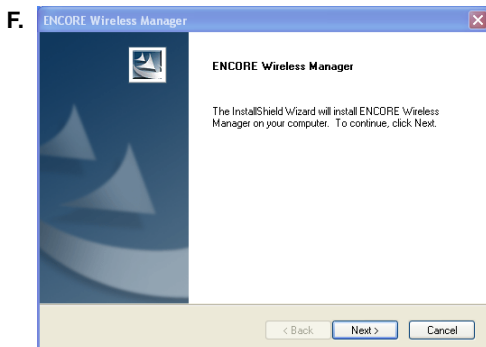 F.
ENCORE Wireless Manager
ENCORE Wireless Manager
The InstallShield Wizard will install ENCORE Wireless
Manager on your computer. To continue, click Next.
< Back
Next >
Cancel